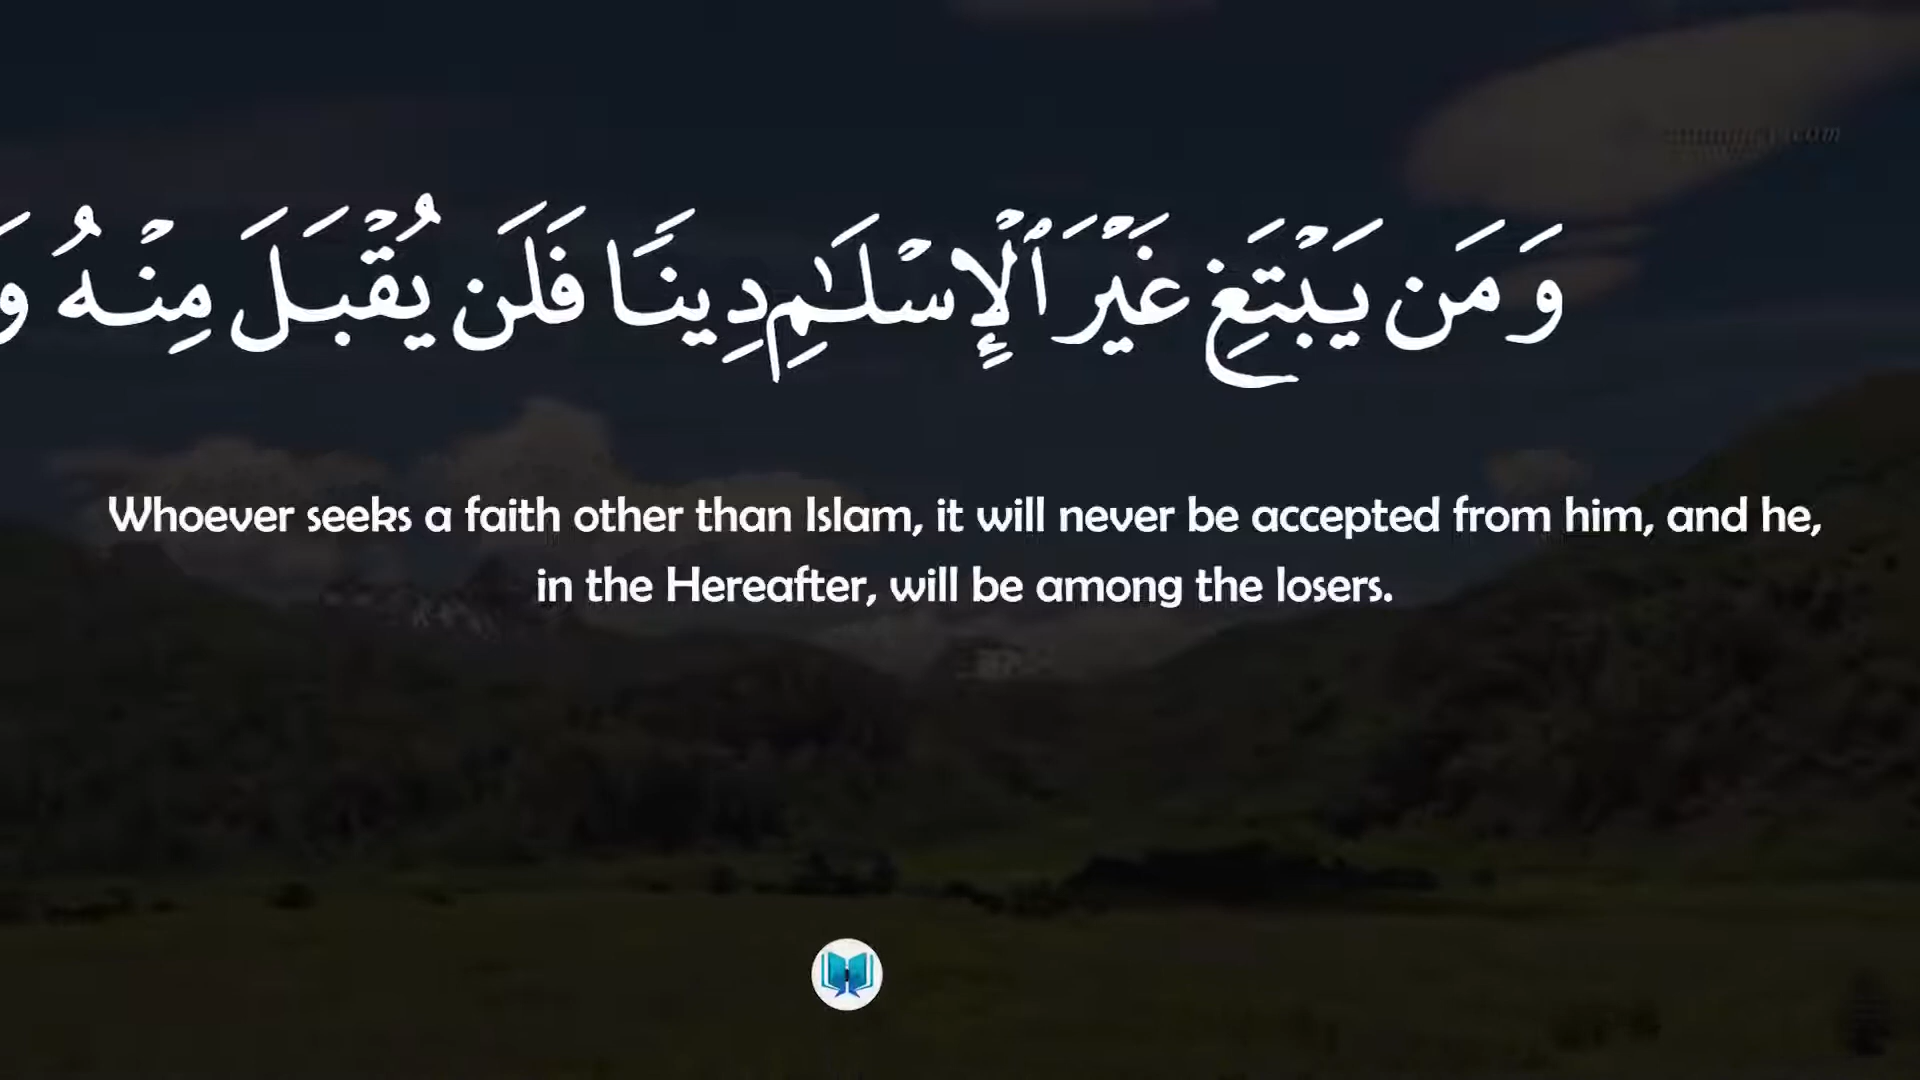 وَمَن يَبْتَغِ غَيْرَ ٱلْإِسْلَـٰمِ دِينًا فَلَن يُقْبَلَ مِنْهُ وَ
Whoever seeks a faith other than Islam, it will never be accepted from him, and he,
in the Hereafter, will be among the losers.